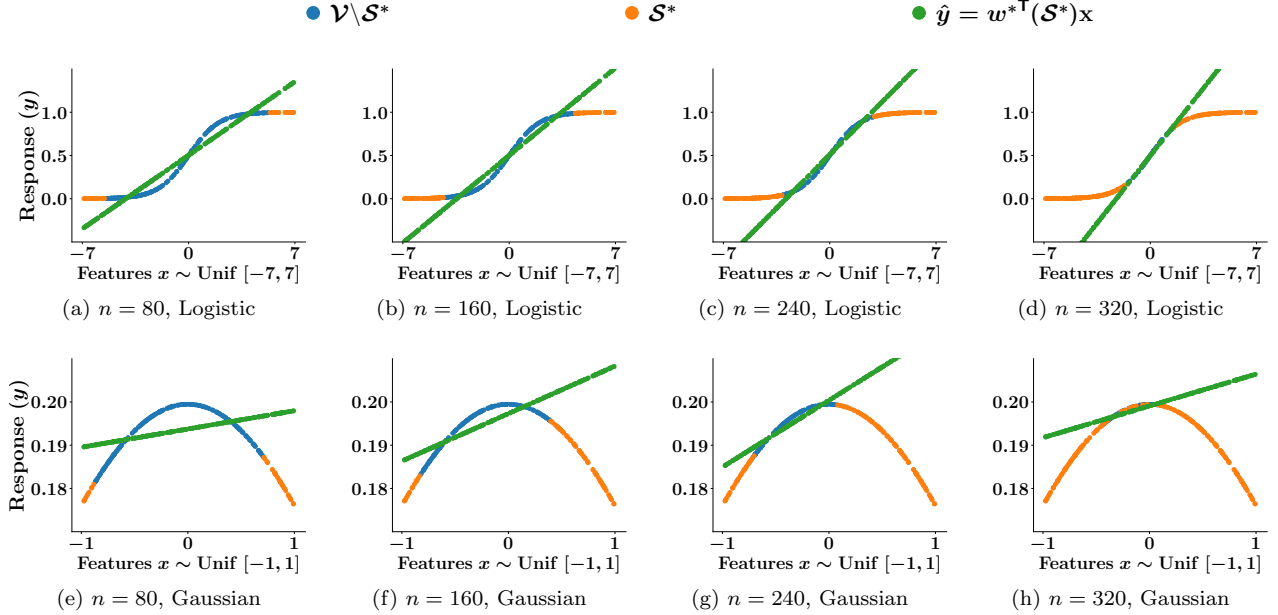 𝒱\𝒮* 𝒮* ŷ = w*ᵀ(𝒮*)x
Response (y)
1.0
0.5
0.0
−7 0 7
Features x ∼ Unif [−7, 7]
(a) n = 80, Logistic
1.0
0.5
0.0
−7 0 7
Features x ∼ Unif [−7, 7]
(b) n = 160, Logistic
1.0
0.5
0.0
−7 0 7
Features x ∼ Unif [−7, 7]
(c) n = 240, Logistic
1.0
0.5
0.0
−7 0 7
Features x ∼ Unif [−7, 7]
(d) n = 320, Logistic
Response (y)
0.20
0.19
0.18
−1 0 1
Features x ∼ Unif [−1, 1]
(e) n = 80, Gaussian
0.20
0.19
0.18
−1 0 1
Features x ∼ Unif [−1, 1]
(f) n = 160, Gaussian
0.20
0.19
0.18
−1 0 1
Features x ∼ Unif [−1, 1]
(g) n = 240, Gaussian
0.20
0.19
0.18
−1 0 1
Features x ∼ Unif [−1, 1]
(h) n = 320, Gaussian